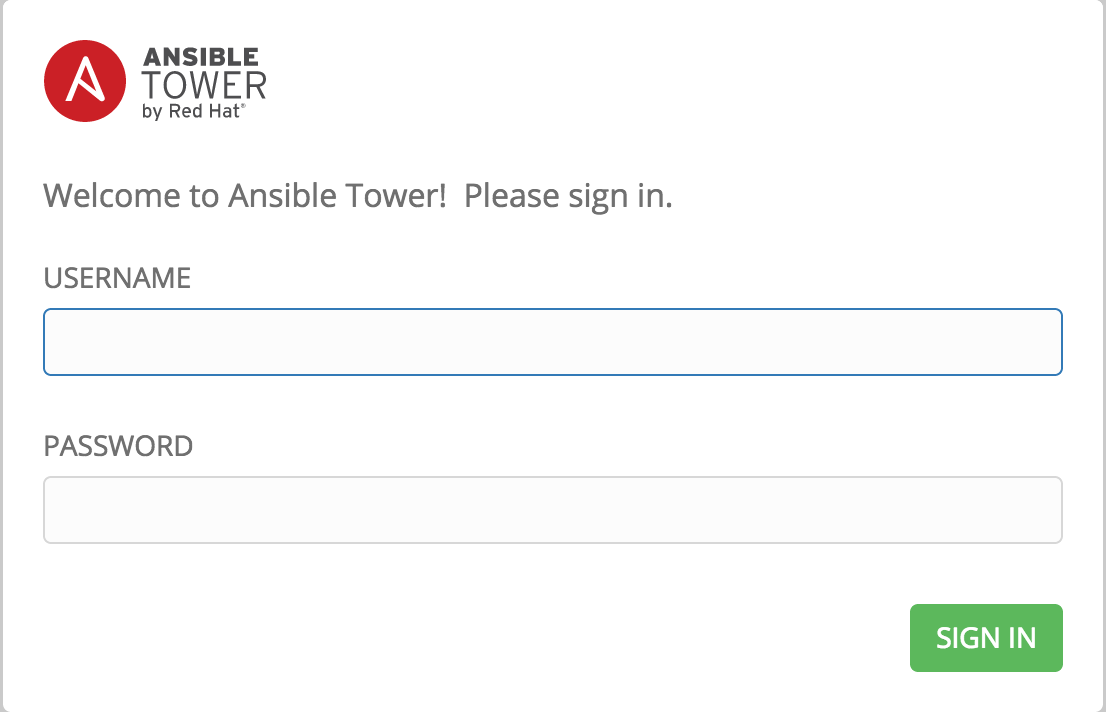 ANSIBLE
TOWER
by Red Hat®
Welcome to Ansible Tower!  Please sign in.
USERNAME
PASSWORD
SIGN IN